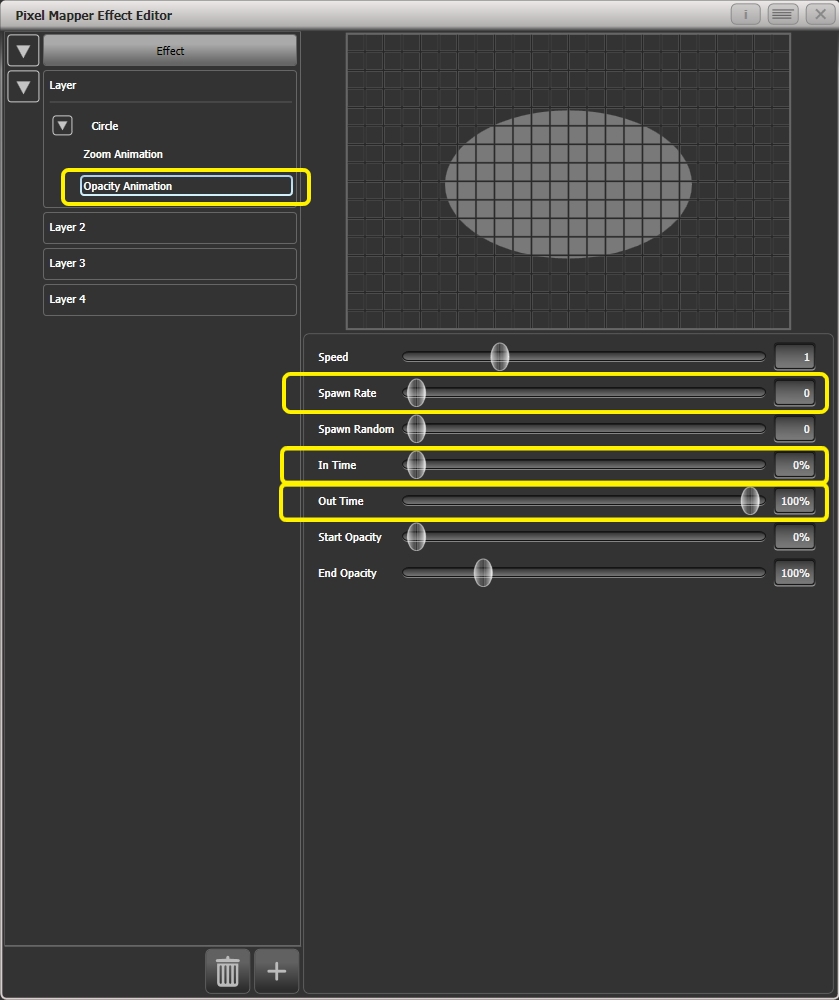 Pixel Mapper Effect Editor
i
Effect
Layer
Circle
Zoom Animation
Opacity Animation
Layer 2
Layer 3
Layer 4
Speed 1
Spawn Rate 0
Spawn Random 0
In Time 0%
Out Time 100%
Start Opacity 0%
End Opacity 100%